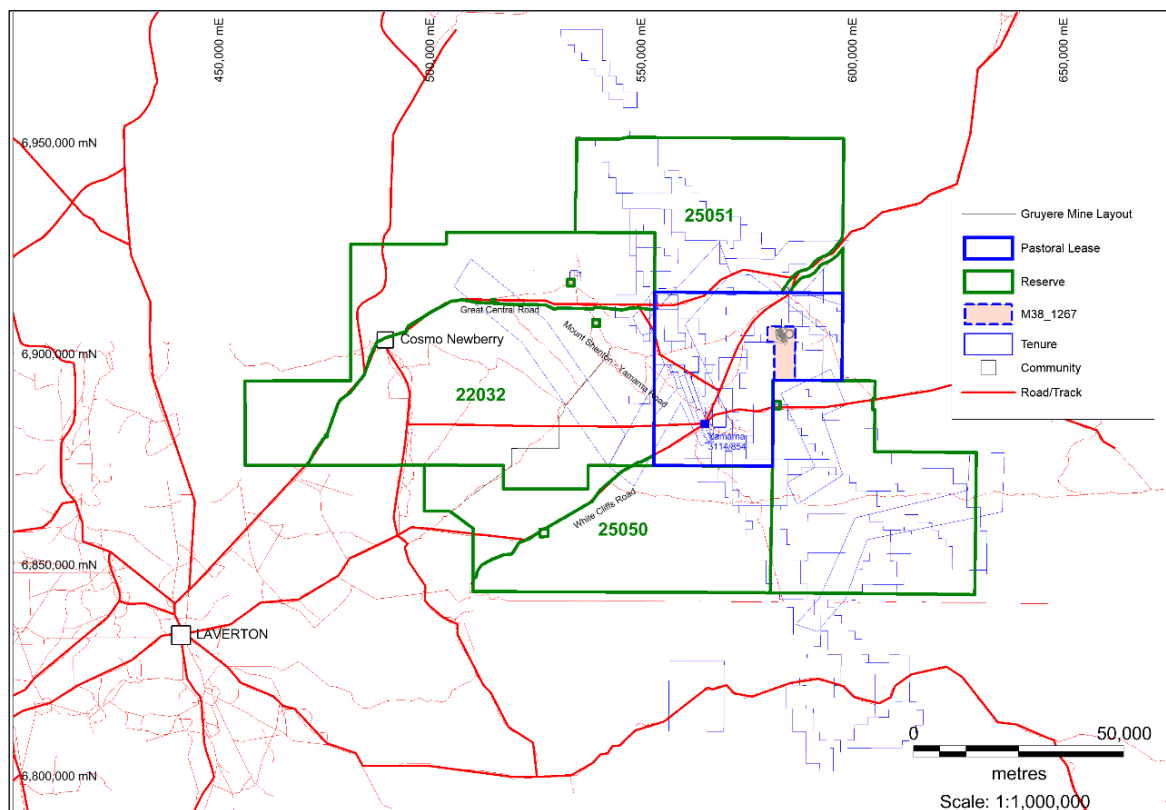 450,000 mE
500,000 mE
550,000 mE
600,000 mE
650,000 mE
6,950,000 mN
25051
Gruyere Mine Layout
Pastoral Lease
Reserve
M38_1267
Tenure
Community
Road/Track
Great Central Road
Mount Shenton - Yamarna Road
6,900,000 mN
Cosmo Newberry
22032
Yamarna
3114/854
White Cliffs Road
25050
6,850,000 mN
LAVERTON
0 50,000
metres
Scale: 1:1,000,000
6,800,000 mN